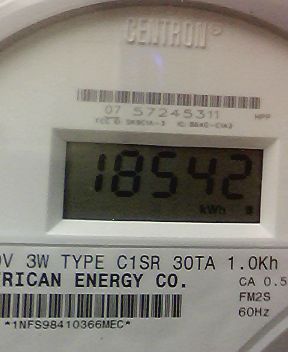 CENTRON®
07 57245311
HPP
18542
kWh
V 3W TYPE C1SR 30TA 1.0Kh
RICAN ENERGY CO.
CA 0.5
FM2S
60Hz
*1NFS98410366MEC*